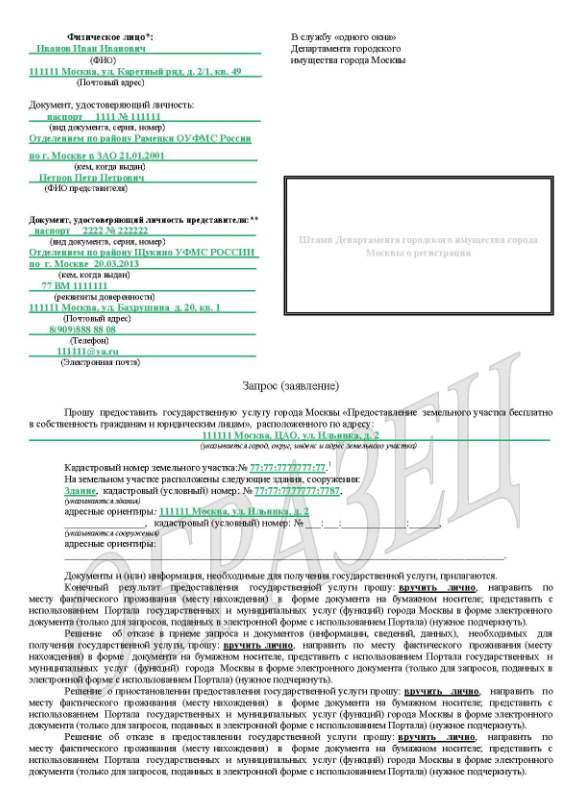 Физическое лицо*:
Иванов Иван Иванович
(ФИО)
111111 Москва, ул. Каретный ряд, д. 2/1, кв. 49
(Почтовый адрес)
В службу «одного окна»
Департамента городского
имущества города Москвы
Документ, удостоверяющий личность:
паспорт 1111 № 111111
(вид документа, серия, номер)
Отделением по району Раменки ОУФМС России
по г. Москве в ЗАО 21.01.2001
(кем, когда выдан)
Петров Петр Петрович
(ФИО представителя)
Документ, удостоверяющий личность представителя:**
паспорт 2222 № 222222
(вид документа, серия, номер)
Отделением по району Щукино УФМС РОССИИ
по г. Москве 20.03.2013
(кем, когда выдан)
77 ВМ 1111111
(реквизиты доверенности)
111111 Москва, ул. Бахрушина д. 20, кв. 1
(Почтовый адрес)
8(909)888 88 08
(Телефон)
111111@ya.ru
(Электронная почта)
Штамп Департамента городского имущества города
Москвы о регистрации
Запрос (заявление)
Прошу предоставить государственную услугу города Москвы «Предоставление земельного участка бесплатно
в собственность гражданам и юридическим лицам», расположенного по адресу:
111111 Москва, ЦАО, ул. Ильинка, д. 2
(указывается город, округ, индекс и адрес земельного участка)
Кадастровый номер земельного участка:№ 77:77:7777777:77.1
На земельном участке расположены следующие здания, сооружения:
Здание, кадастровый (условный) номер: № 77:77:7777777:7787,
(указываются здания)
адресные ориентиры: 111111 Москва, ул. Ильинка, д. 2
, кадастровый (условный) номер: № __:__:______:____,
(указываются сооружения)
адресные ориентиры:
.
Документы и (или) информация, необходимые для получения государственной услуги, прилагаются.
Конечный результат предоставления государственной услуги прошу: вручить лично, направить по
месту фактического проживания (месту нахождения) в форме документа на бумажном носителе; представить с
использованием Портала государственных и муниципальных услуг (функций) города Москвы в форме электронного
документа (только для запросов, поданных в электронной форме с использованием Портала) (нужное подчеркнуть).
Решение об отказе в приеме запроса и документов (информации, сведений, данных), необходимых для
получения государственной услуги, прошу: вручить лично, направить по месту фактического проживания (месту
нахождения) в форме документа на бумажном носителе, представить с использованием Портала государственных и
муниципальных услуг (функций) города Москвы в форме электронного документа (только для запросов, поданных в
электронной форме с использованием Портала) (нужное подчеркнуть).
Решение о приостановлении предоставления государственной услуги прошу: вручить лично, направить по
месту фактического проживания (месту нахождения) в форме документа на бумажном носителе; представить с
использованием Портала государственных и муниципальных услуг (функций) города Москвы в форме электронного
документа (только для запросов, поданных в электронной форме с использованием Портала) (нужное подчеркнуть).
Решение об отказе в предоставлении государственной услуги прошу: вручить лично, направить по
месту фактического проживания (месту нахождения) в форме документа на бумажном носителе; представить с
использованием Портала государственных и муниципальных услуг (функций) города Москвы в форме электронного
документа (только для запросов, поданных в электронной форме с использованием Портала) (нужное подчеркнуть).
ОБРАЗЕЦ